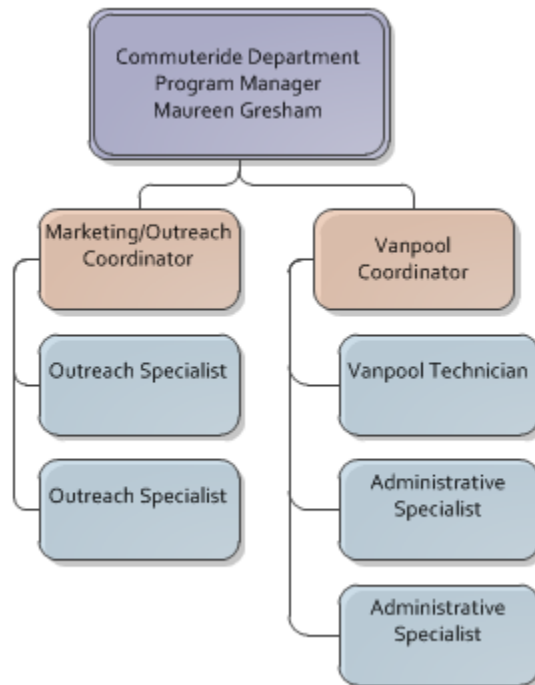 Commuteride Department
Program Manager
Maureen Gresham
Marketing/Outreach
Coordinator
Vanpool
Coordinator
Outreach Specialist
Vanpool Technician
Outreach Specialist
Administrative
Specialist
Administrative
Specialist